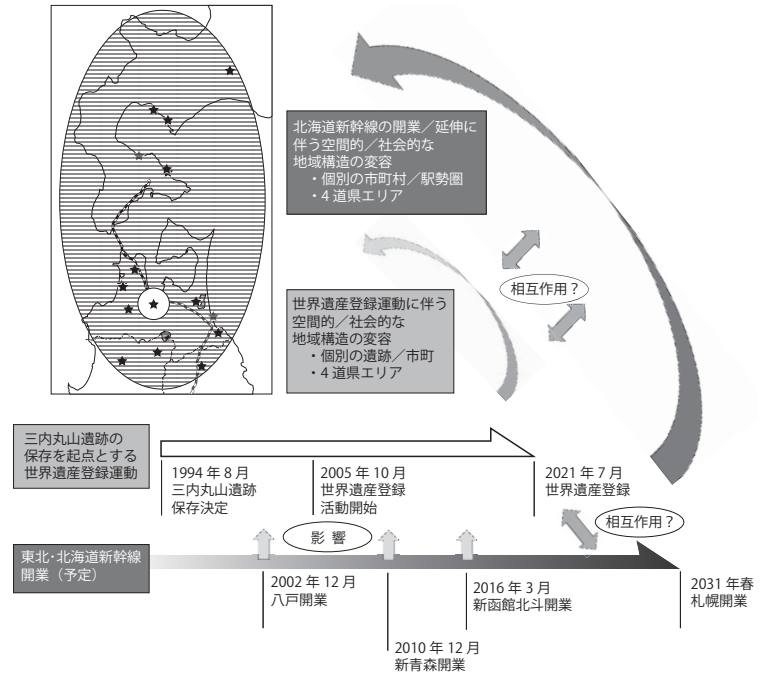 北海道新幹線の開業／延伸に
伴う空間的／社会的な
地域構造の変容
・個別の市町村／駅勢圏
・4 道県エリア
相互作用？
世界遺産登録運動に伴う
空間的／社会的な
地域構造の変容
・個別の遺跡／市町
・4 道県エリア
三内丸山遺跡の
保存を起点とする
世界遺産登録運動
1994 年 8 月
三内丸山遺跡
保存決定
2005 年 10 月
世界遺産登録
活動開始
2021 年 7 月
世界遺産登録
影 響
相互作用？
東北・北海道新幹線
開業（予定）
2002 年 12 月
八戸開業
2010 年 12 月
新青森開業
2016 年 3 月
新函館北斗開業
2031 年春
札幌開業